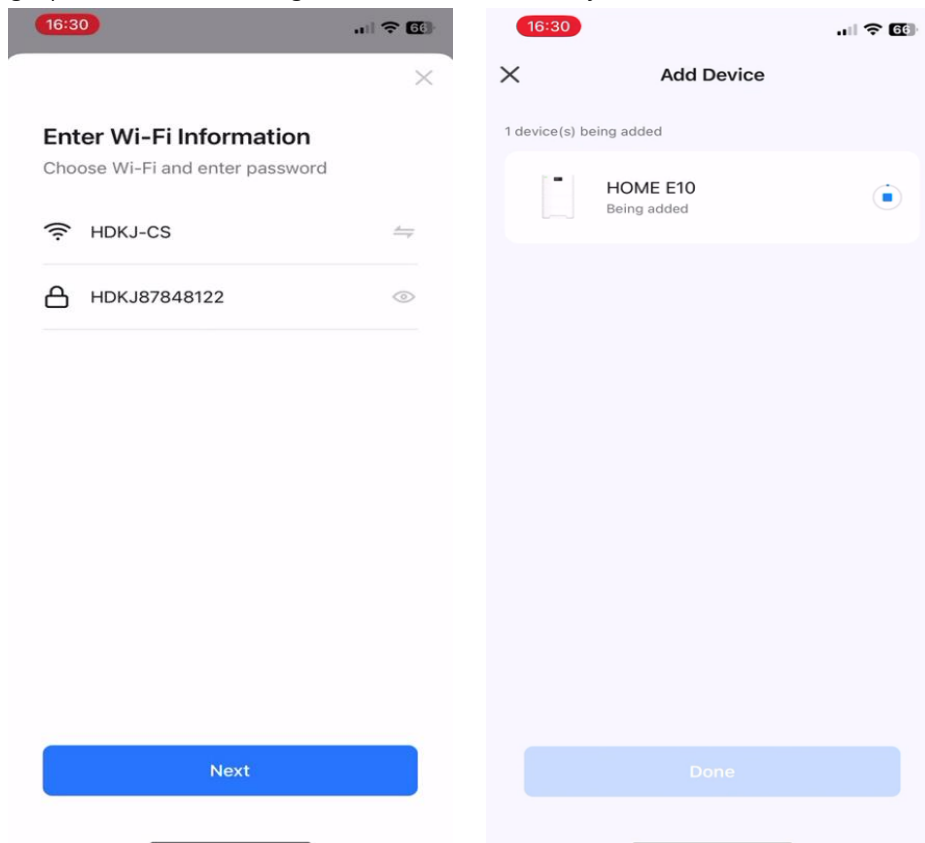 16:30
66
Enter Wi-Fi Information
Choose Wi-Fi and enter password
HDKJ-CS
HDKJ87848122
Next
16:30
66
Add Device
1 device(s) being added
HOME E10
Being added
Done